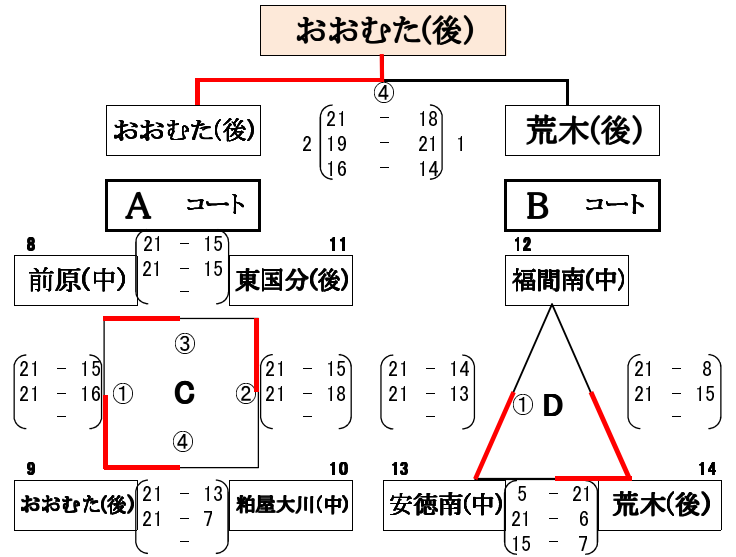 おおむた(後)
④
おおむた(後)
荒木(後)
2 21 － 18 1
19 － 21
16 － 14
A コート
B コート
8
11
12
前原(中)
21 － 15
21 － 15
－
東国分(後)
福間南(中)
③
21 － 15
21 － 16
－
①
C
②
21 － 15
21 － 18
－
21 － 14
21 － 13
－
①
D
21 － 8
21 － 15
－
④
9
10
13
14
おおむた(後)
21 － 13
21 － 7
－
粕屋大川(中)
安徳南(中)
5 － 21
21 － 6
15 － 7
荒木(後)